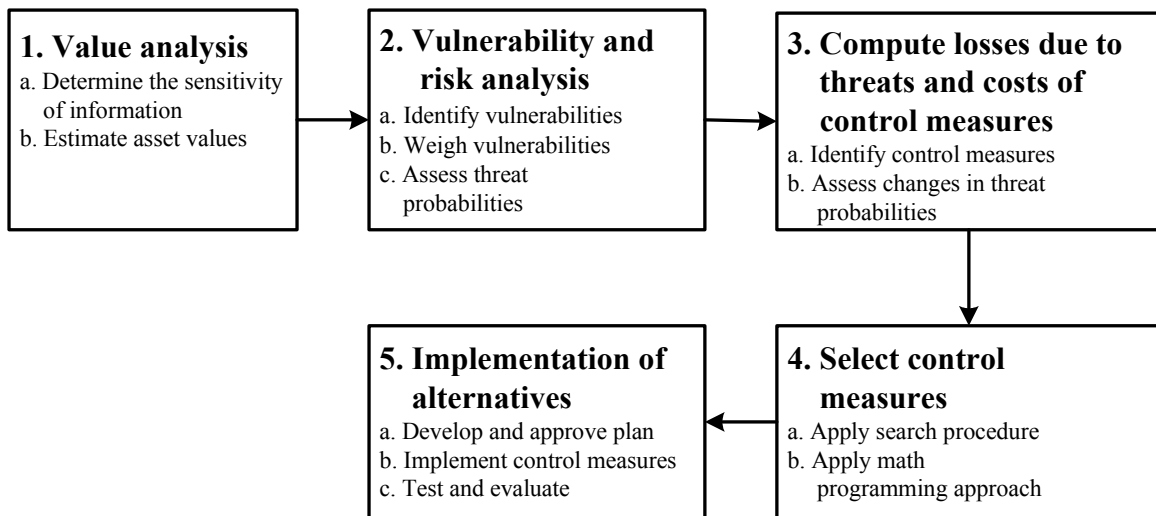 1. Value analysis
a. Determine the sensitivity
of information
b. Estimate asset values
2. Vulnerability and
risk analysis
a. Identify vulnerabilities
b. Weigh vulnerabilities
c. Assess threat
probabilities
3. Compute losses due to
threats and costs of
control measures
a. Identify control measures
b. Assess changes in threat
probabilities
4. Select control
measures
a. Apply search procedure
b. Apply math
programming approach
5. Implementation of
alternatives
a. Develop and approve plan
b. Implement control measures
c. Test and evaluate